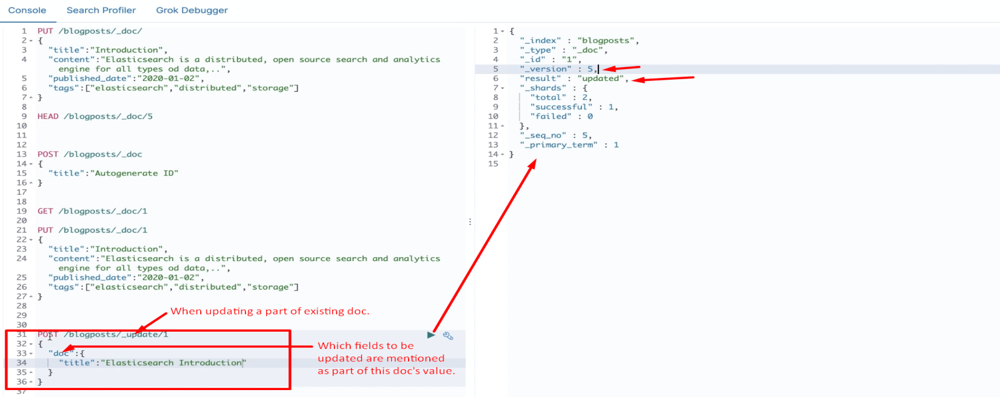 Console Search Profiler Grok Debugger
1 PUT /blogposts/_doc/
2 {
3 "title":"Introduction",
4 "content":"Elasticsearch is a distributed, open source search and analytics
engine for all types od data,..",
5 "published_date":"2020-01-02",
6 "tags":["elasticsearch","distributed","storage"]
7 }
8
9 HEAD /blogposts/_doc/5
10
11
12
13 POST /blogposts/_doc
14 {
15 "title":"Autogenerate ID"
16 }
17
18
19 GET /blogposts/_doc/1
20
21 PUT /blogposts/_doc/1
22 {
23 "title":"Introduction",
24 "content":"Elasticsearch is a distributed, open source search and analytics
engine for all types od data,..",
25 "published_date":"2020-01-02",
26 "tags":["elasticsearch","distributed","storage"]
27 }
28
29
30
31 POST /blogposts/_update/1
32 {
33 "doc":{
34 "title":"Elasticsearch Introduction"
35 }
36 }
37
When updating a part of existing doc.
Which fields to be
updated are mentioned
as part of this doc's value.
1 {
2 "_index" : "blogposts",
3 "_type" : "_doc",
4 "_id" : "1",
5 "_version" : 5,
6 "result" : "updated",
7 "_shards" : {
8 "total" : 2,
9 "successful" : 1,
10 "failed" : 0
11 },
12 "_seq_no" : 5,
13 "_primary_term" : 1
14 }
15